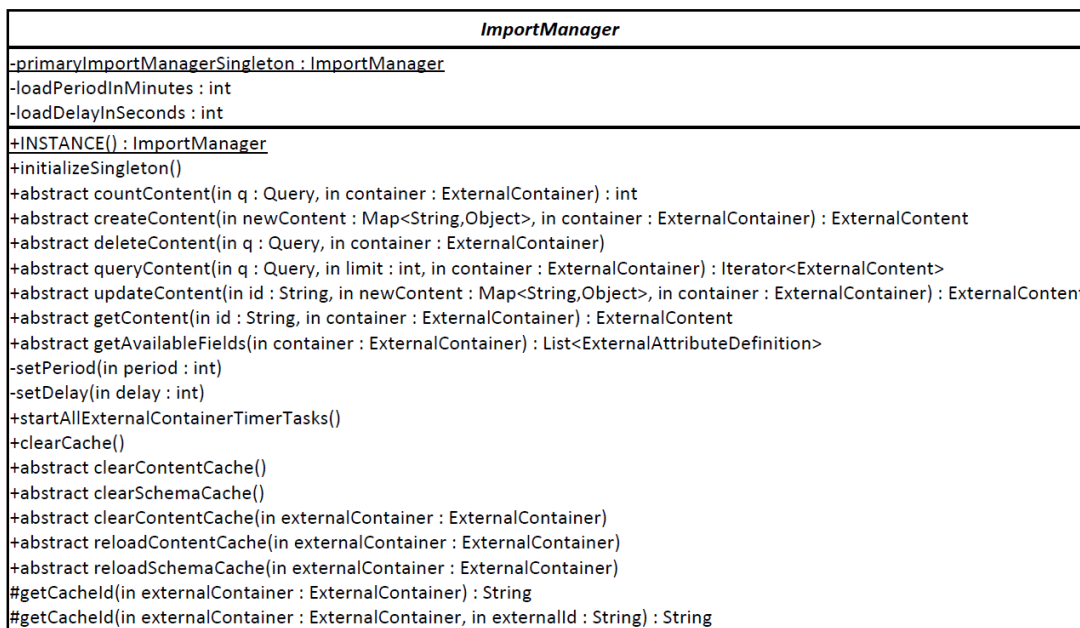 ImportManager
-primaryImportManagerSingleton : ImportManager
-loadPeriodInMinutes : int
-loadDelayInSeconds : int
+INSTANCE() : ImportManager
+initializeSingleton()
+abstract countContent(in q : Query, in container : ExternalContainer) : int
+abstract createContent(in newContent : Map<String,Object>, in container : ExternalContainer) : ExternalContent
+abstract deleteContent(in q : Query, in container : ExternalContainer)
+abstract queryContent(in q : Query, in limit : int, in container : ExternalContainer) : Iterator<ExternalContent>
+abstract updateContent(in id : String, in newContent : Map<String,Object>, in container : ExternalContainer) : ExternalContent
+abstract getContent(in id : String, in container : ExternalContainer) : ExternalContent
+abstract getAvailableFields(in container : ExternalContainer) : List<ExternalAttributeDefinition>
-setPeriod(in period : int)
-setDelay(in delay : int)
+startAllExternalContainerTimerTasks()
+clearCache()
+abstract clearContentCache()
+abstract clearSchemaCache()
+abstract clearContentCache(in externalContainer : ExternalContainer)
+abstract reloadContentCache(in externalContainer : ExternalContainer)
+abstract reloadSchemaCache(in externalContainer : ExternalContainer)
#getCacheId(in externalContainer : ExternalContainer) : String
#getCacheId(in externalContainer : ExternalContainer, in externalId : String) : String